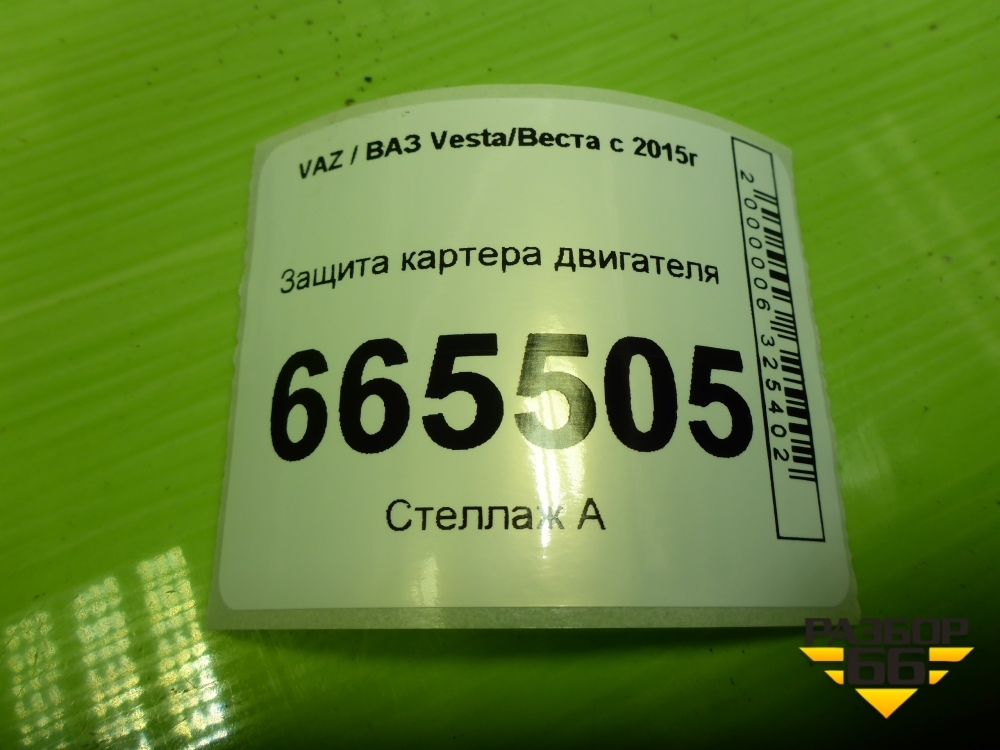 VAZ / ВАЗ Vesta/Веста с 2015г
Защита картера двигателя
665505
Стеллаж А
2000006325402
РАЗБОР
66